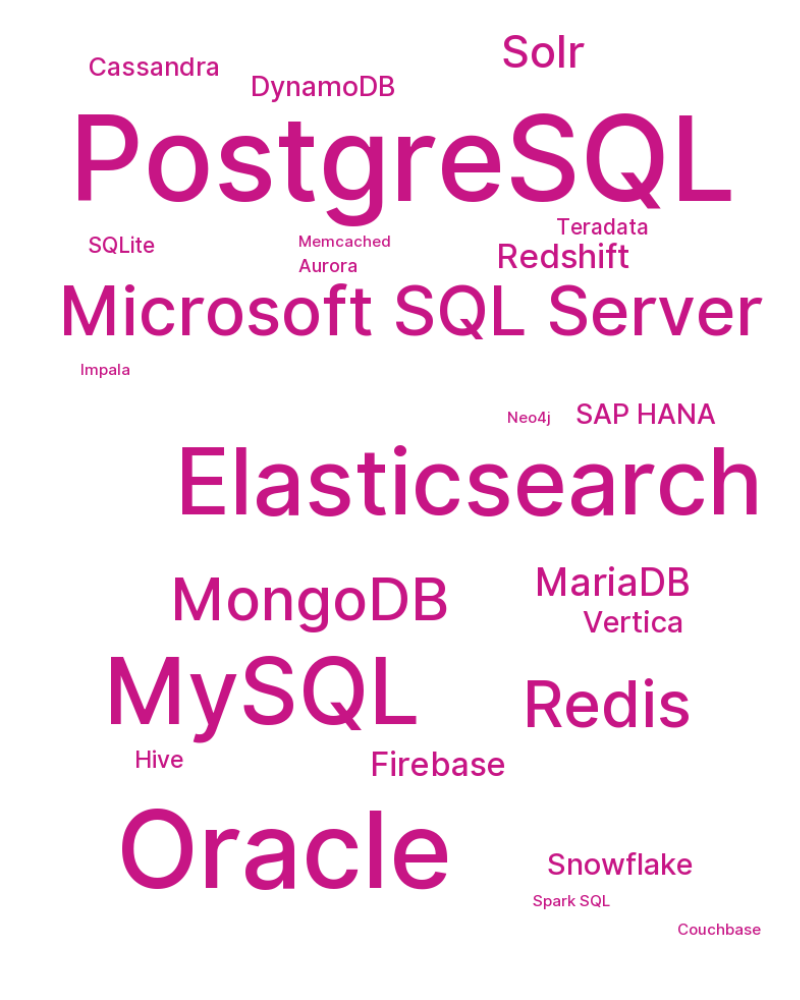 Solr
Cassandra
DynamoDB
PostgreSQL
Teradata
SQLite
Memcached
Redshift
Aurora
Microsoft SQL Server
Impala
Neo4j
SAP HANA
Elasticsearch
MongoDB
MariaDB
Vertica
MySQL
Redis
Hive
Firebase
Oracle
Snowflake
Spark SQL
Couchbase